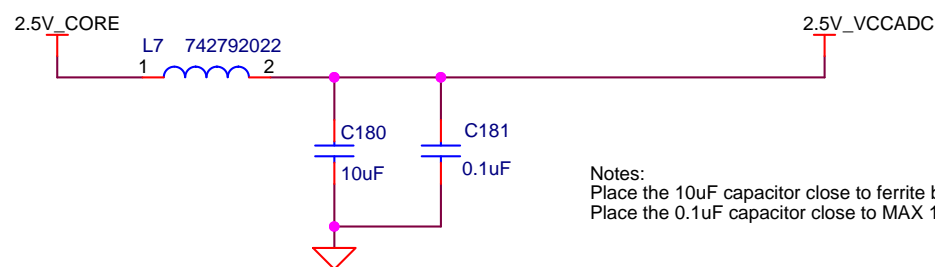 2.5V_CORE
2.5V_VCCADC
L7 742792022
1 2
C180
10uF
C181
0.1uF
Notes:
Place the 10uF capacitor close to ferrite
Place the 0.1uF capacitor close to MAX